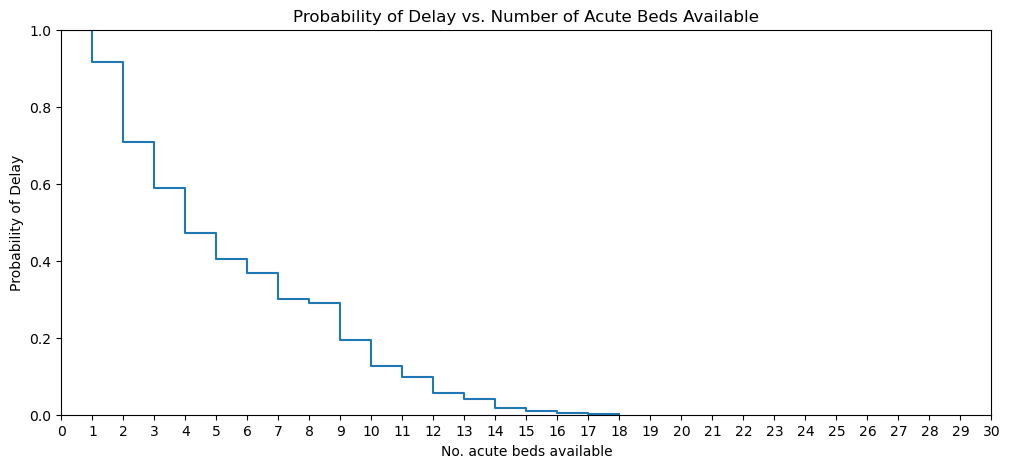 Probability of Delay vs. Number of Acute Beds Available
1.0
0.8
0.6
0.4
0.2
0.0
Probability of Delay
0 1 2 3 4 5 6 7 8 9 10 11 12 13 14 15 16 17 18 19 20 21 22 23 24 25 26 27 28 29 30
No. acute beds available